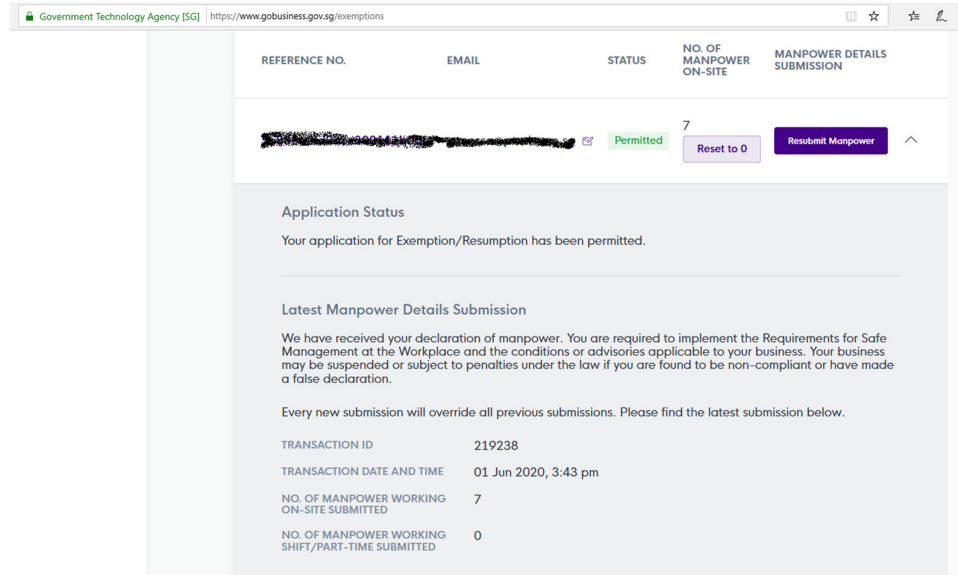 Government Technology Agency [SG] https://www.gobusiness.gov.sg/exemptions
REFERENCE NO. EMAIL STATUS NO. OF MANPOWER ON-SITE MANPOWER DETAILS SUBMISSION
Permitted 7 Reset to 0 Resubmit Manpower
Application Status
Your application for Exemption/Resumption has been permitted.
Latest Manpower Details Submission
We have received your declaration of manpower. You are required to implement the Requirements for Safe
Management at the Workplace and the conditions or advisories applicable to your business. Your business
may be suspended or subject to penalties under the law if you are found to be non-compliant or have made
a false declaration.
Every new submission will override all previous submissions. Please find the latest submission below.
TRANSACTION ID 219238
TRANSACTION DATE AND TIME 01 Jun 2020, 3:43 pm
NO. OF MANPOWER WORKING 7
ON-SITE SUBMITTED
NO. OF MANPOWER WORKING 0
SHIFT/PART-TIME SUBMITTED